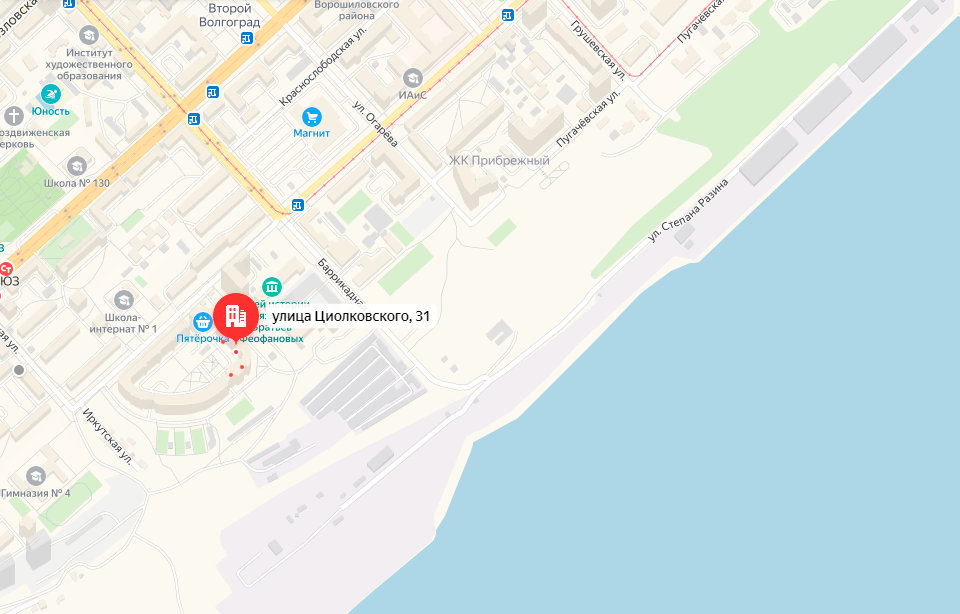 Второй
Волгоград
Ворошиловского
района
Институт
художественного
образования
Юность
Краснослободская ул.
ИАиС
Грушевская ул.
Пугачёвская
Магнит
ул. Огарёва
Пугачёвская ул.
ЖК Прибрежный
Школа № 130
ул. Степана Разина
Баррикадная
ЮЗ
Школа-
интернат № 1
улица Циолковского, 31
Пятёрочка
Феофановых
Иркутская ул.
Гимназия № 4